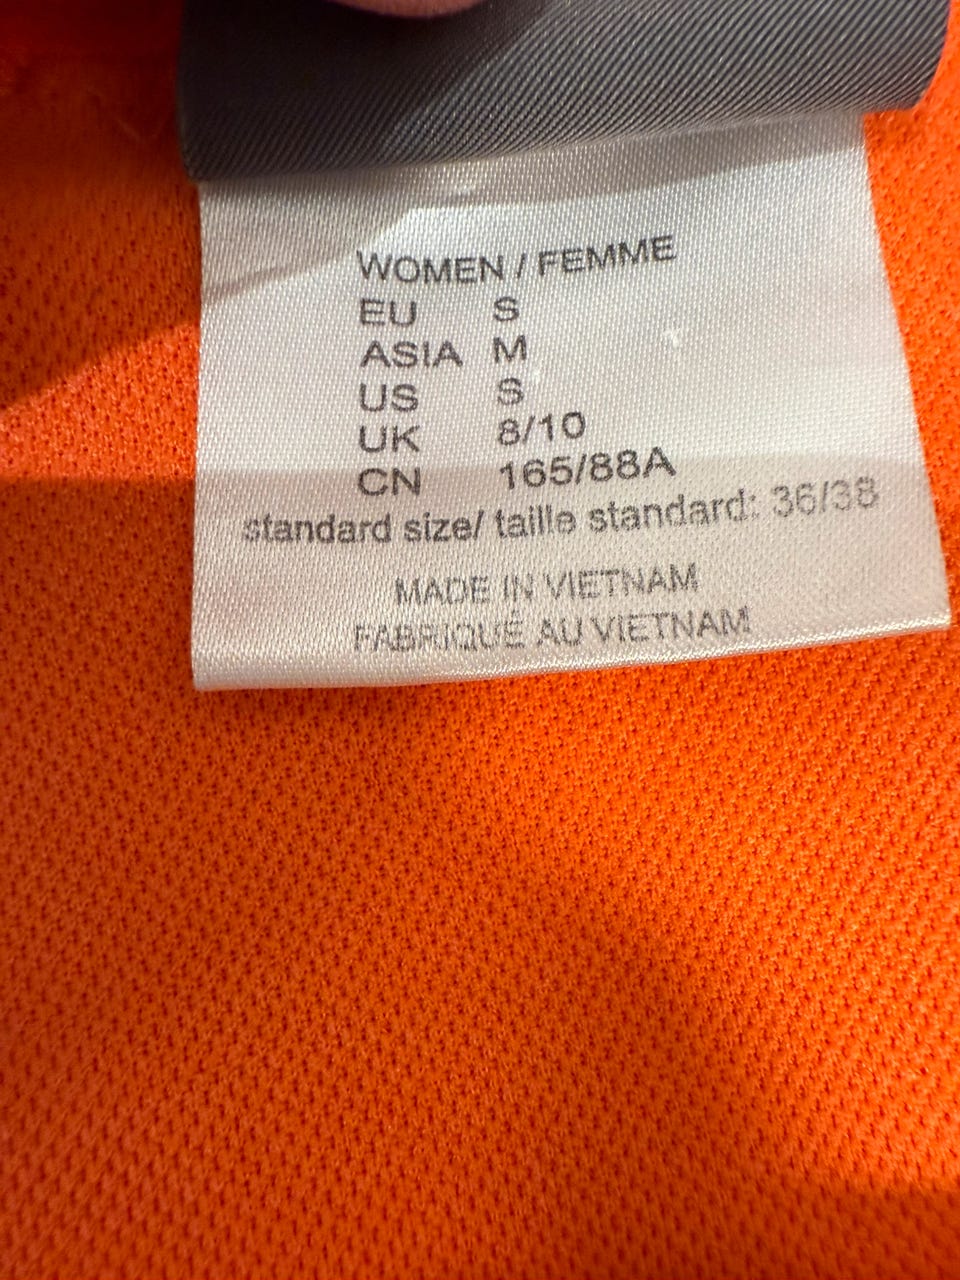 WOMEN / FEMME
EU S
ASIA M
US S
UK 8/10
CN 165/88A
standard size/ taille standard: 36/38
MADE IN VIETNAM
FABRIQUÉ AU VIETNAM